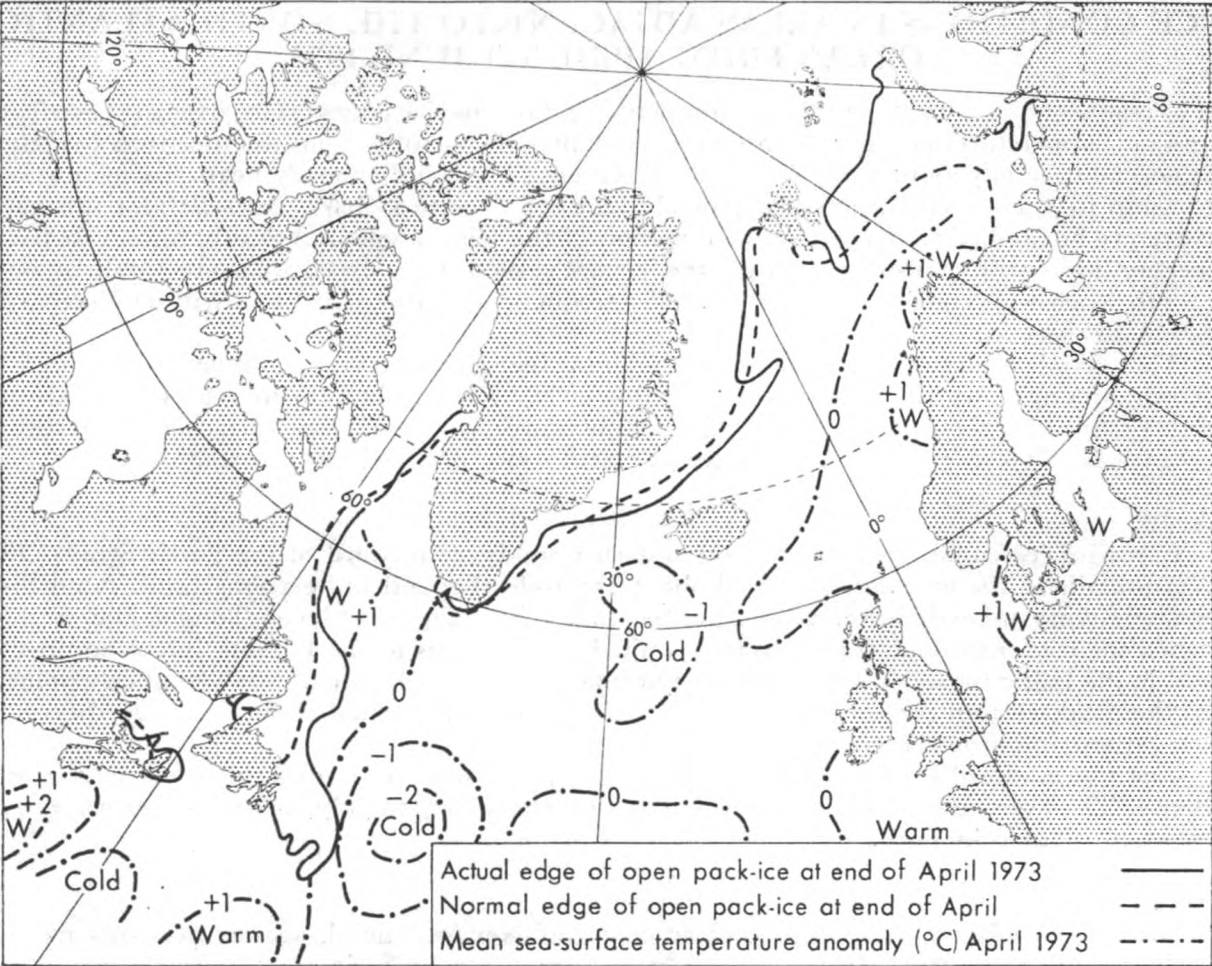 120°
60°
90°
+1
W
30°
+1
W
0
60°
0°
W
W
+1
30°
-1
60°
Cold
+1
W
0
-1
-2
Cold
0
0
Warm
+1
+2
W
Cold
+1
Warm
Actual edge of open pack-ice at end of April 1973
Normal edge of open pack-ice at end of April
Mean sea-surface temperature anomaly (°C) April 1973